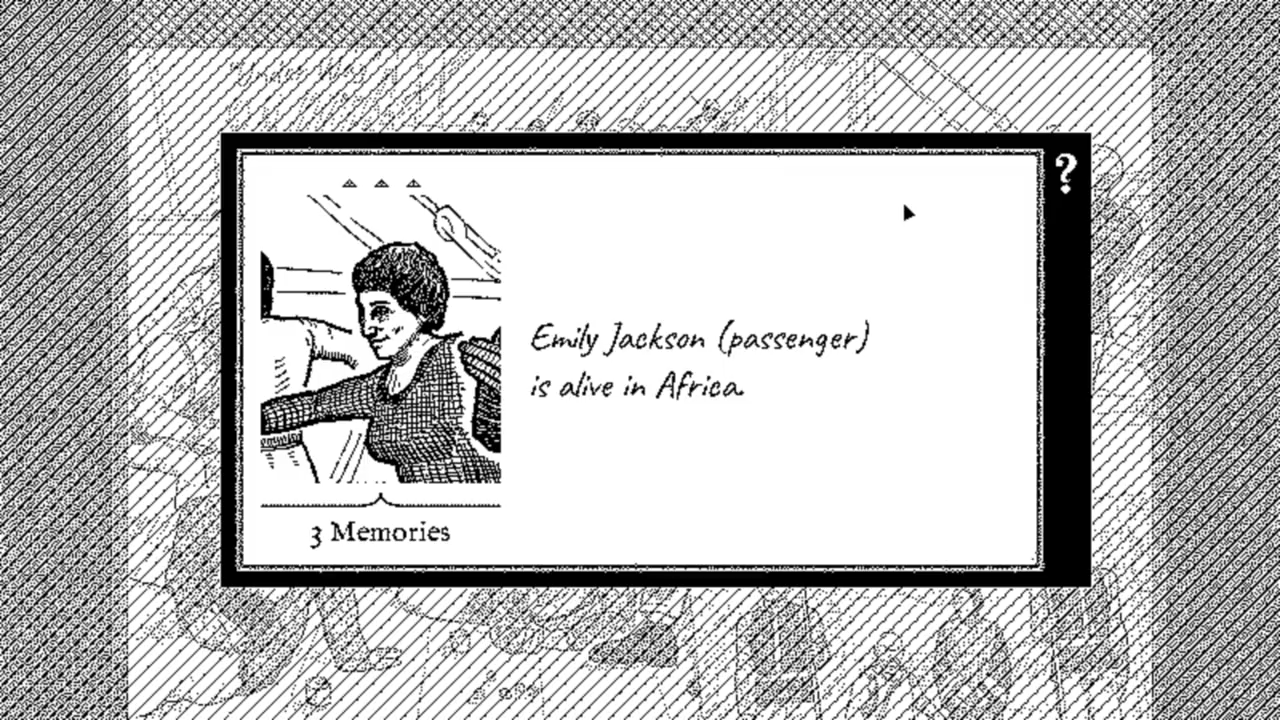 ?
Emily Jackson (passenger)
is alive in Africa.
3 Memories